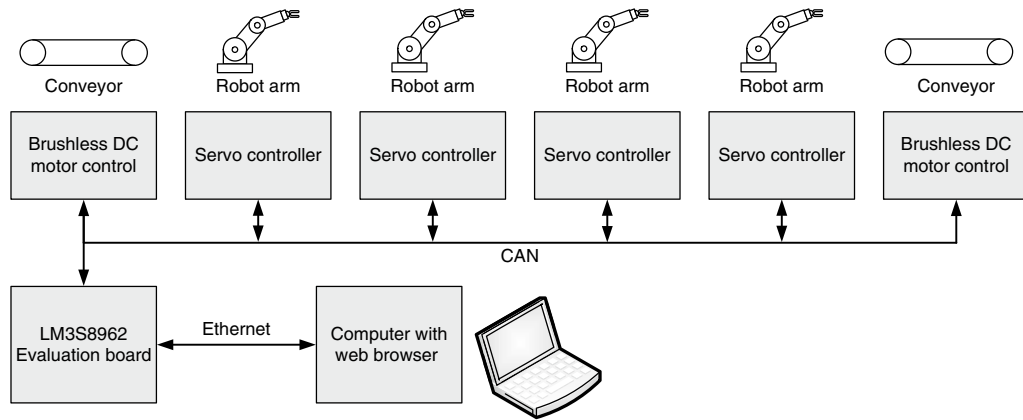 Conveyor
Robot arm
Robot arm
Robot arm
Robot arm
Conveyor
Brushless DC
motor control
Servo controller
Servo controller
Servo controller
Servo controller
Brushless DC
motor control
CAN
LM3S8962
Evaluation board
Ethernet
Computer with
web browser